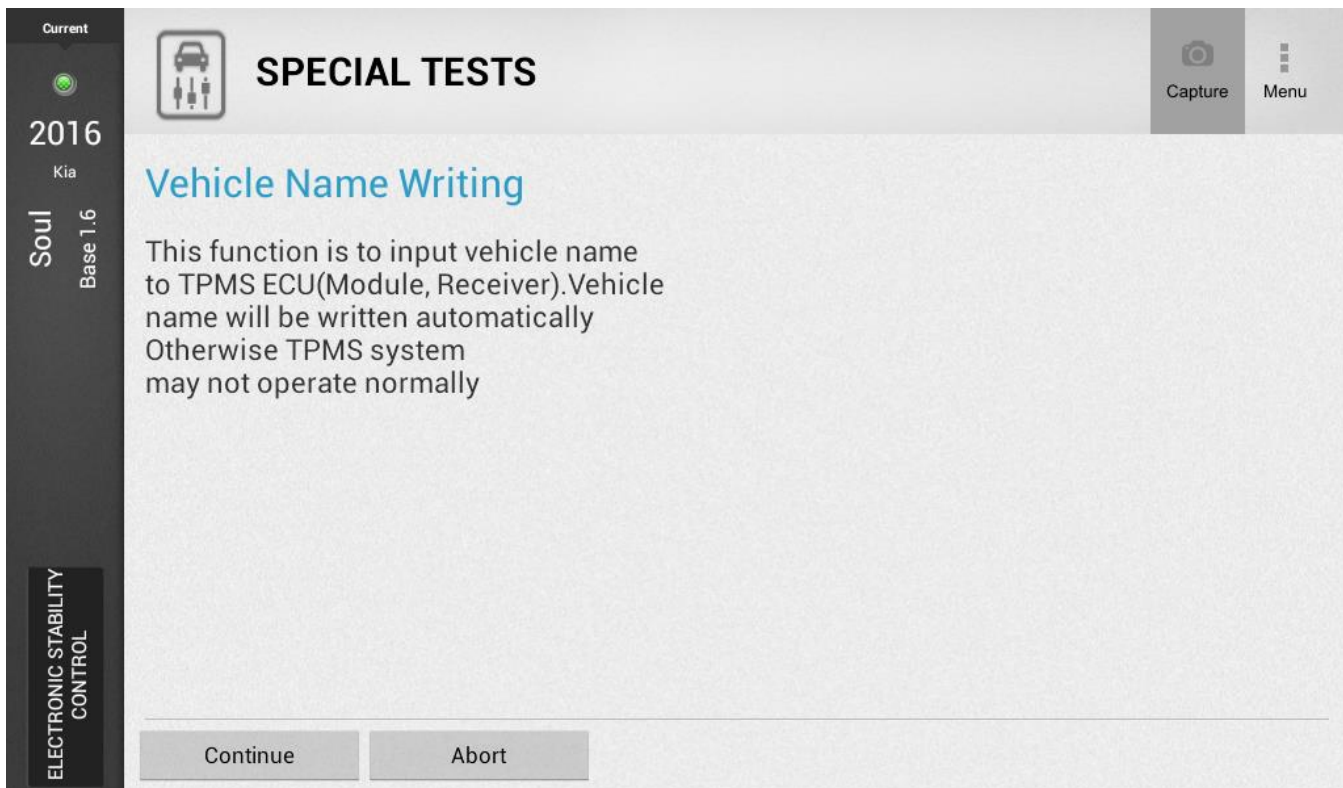 Current
2016
Kia
Soul
Base 1.6
ELECTRONIC STABILITY
CONTROL
SPECIAL TESTS
Capture
Menu
Vehicle Name Writing
This function is to input vehicle name
to TPMS ECU(Module, Receiver).Vehicle
name will be written automatically
Otherwise TPMS system
may not operate normally
Continue
Abort